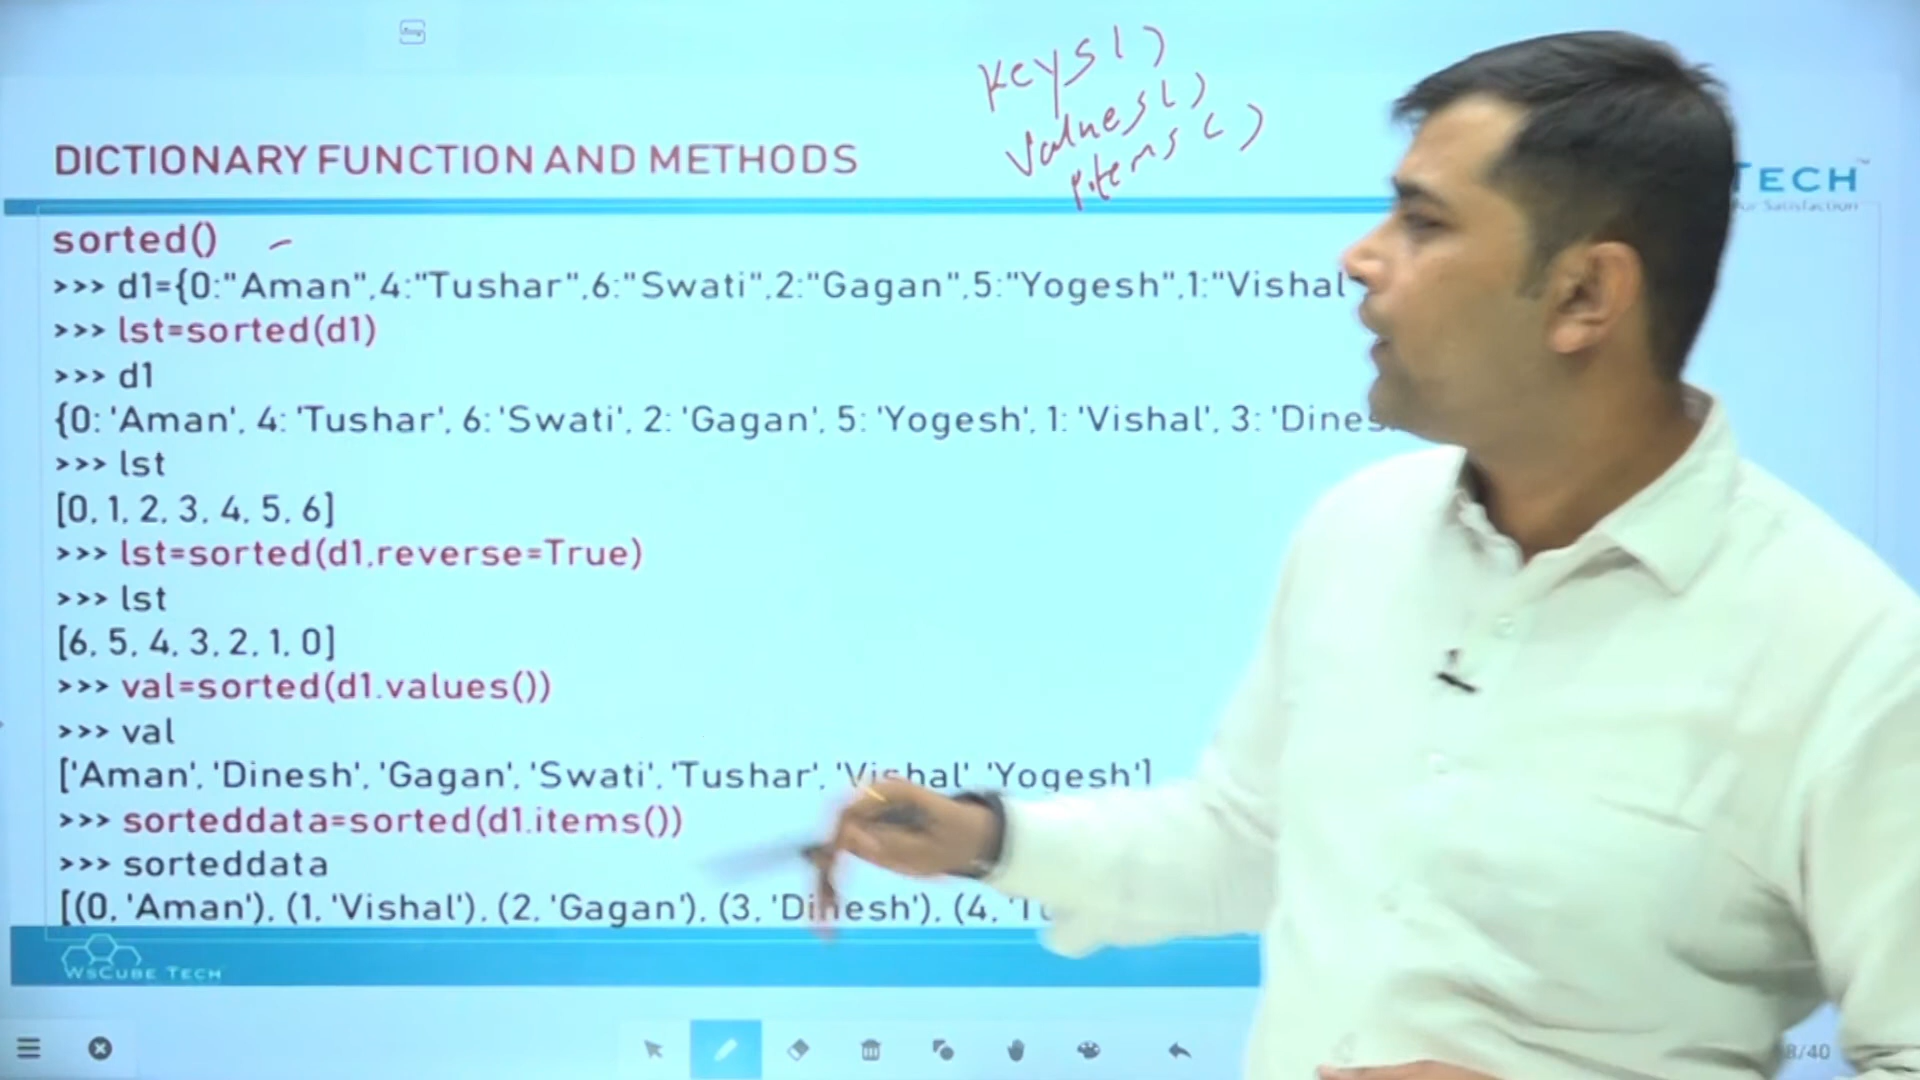 keys()
values()
items()
DICTIONARY FUNCTION AND METHODS
TECH™
sorted()
>>> d1={0:"Aman",4:"Tushar",6:"Swati",2:"Gagan",5:"Yogesh",1:"Vishal
>>> lst=sorted(d1)
>>> d1
{0: 'Aman', 4: 'Tushar', 6: 'Swati', 2: 'Gagan', 5: 'Yogesh', 1: 'Vishal', 3: 'Dines
>>> lst
[0, 1, 2, 3, 4, 5, 6]
>>> lst=sorted(d1,reverse=True)
>>> lst
[6, 5, 4, 3, 2, 1, 0]
>>> val=sorted(d1.values())
>>> val
['Aman', 'Dinesh', 'Gagan', 'Swati', 'Tushar', 'Vishal', 'Yogesh']
>>> sorteddata=sorted(d1.items())
>>> sorteddata
[(0, 'Aman'), (1, 'Vishal'), (2, 'Gagan'), (3, 'Dinesh'), (4, 'T
WsCube Tech
8/40